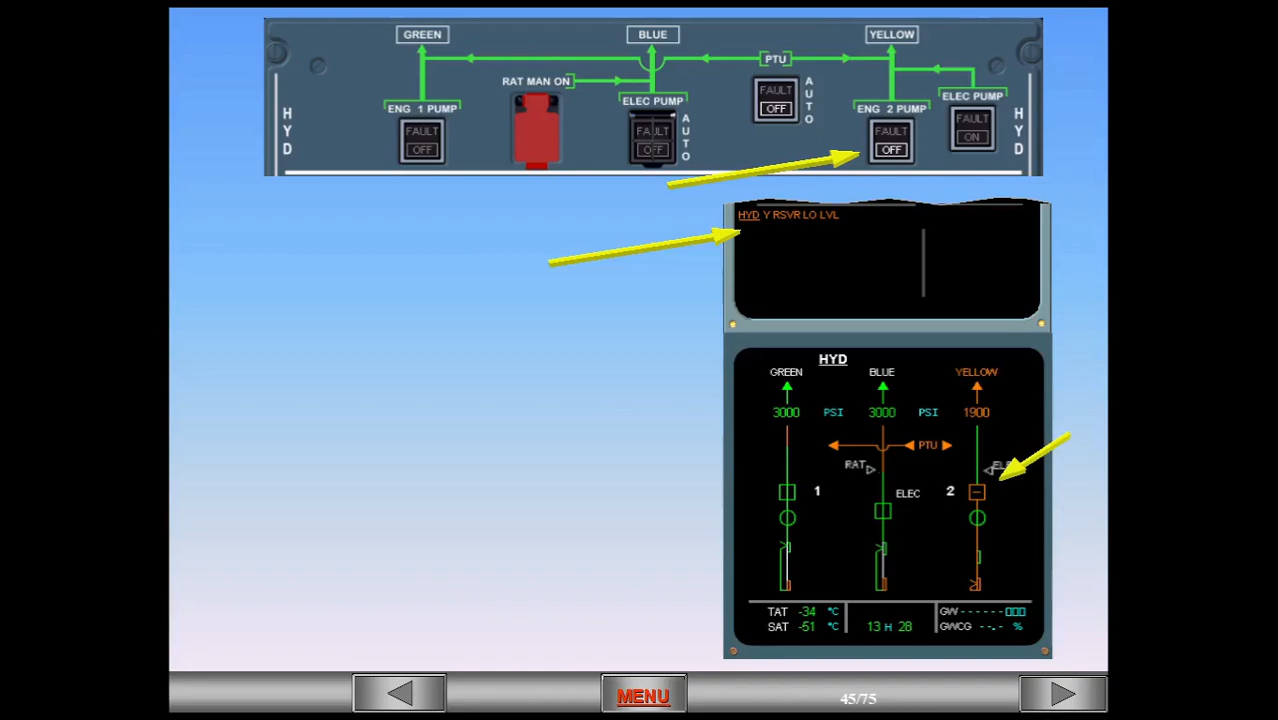 GREEN BLUE YELLOW
PTU
RAT MAN ON
ELEC PUMP ELEC PUMP
ENG 1 PUMP ENG 2 PUMP
FAULT
OFF
FAULT
OFF
FAULT
OFF
FAULT
OFF
FAULT
ON
AUTO
AUTO
HYD
HYD
HYD Y RSVR LO LVL
HYD
GREEN BLUE YELLOW
3000 PSI 3000 PSI 1900
PTU
RAT
1 ELEC 2
TAT -34 °C GW ------
SAT -51 °C 13 H 28 GWCG --.- %
MENU 45/75